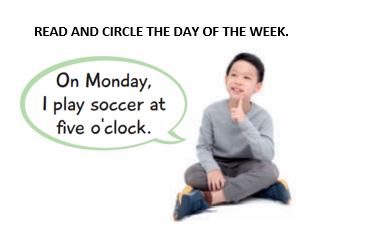 READ AND CIRCLE THE DAY OF THE WEEK.
On Monday,
I play soccer at
five o'clock.